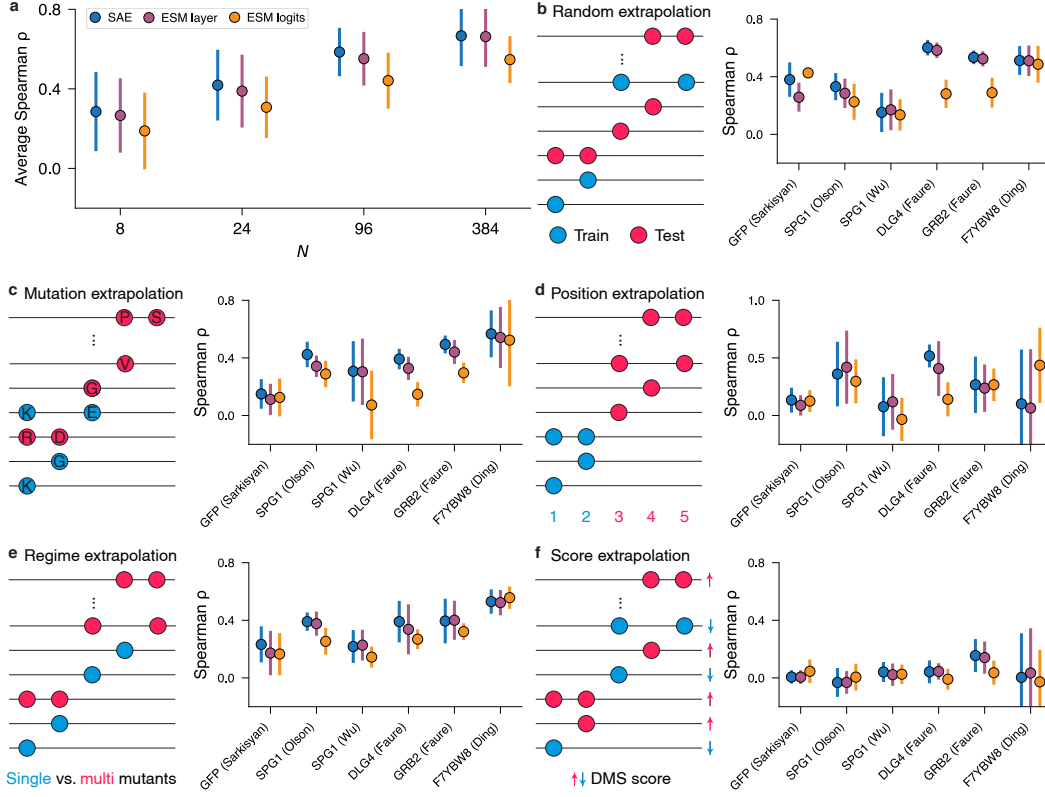 a
SAE
ESM layer
ESM logits
Average Spearman ρ
0.8
0.4
0.0
8
24
96
384
N
b Random extrapolation
⋮
Train
Test
Spearman ρ
0.8
0.4
0.0
GFP (Sarkisyan)
SPG1 (Olson)
SPG1 (Wu)
DLG4 (Faure)
GRB2 (Faure)
F7YBW8 (Ding)
c Mutation extrapolation
P S
⋮
V
G
K E
R D
G
K
Spearman ρ
0.8
0.4
0.0
GFP (Sarkisyan)
SPG1 (Olson)
SPG1 (Wu)
DLG4 (Faure)
GRB2 (Faure)
F7YBW8 (Ding)
d Position extrapolation
⋮
1 2 3 4 5
Spearman ρ
1.0
0.5
0.0
GFP (Sarkisyan)
SPG1 (Olson)
SPG1 (Wu)
DLG4 (Faure)
GRB2 (Faure)
F7YBW8 (Ding)
e Regime extrapolation
⋮
Single vs. multi mutants
Spearman ρ
0.8
0.4
0.0
GFP (Sarkisyan)
SPG1 (Olson)
SPG1 (Wu)
DLG4 (Faure)
GRB2 (Faure)
F7YBW8 (Ding)
f Score extrapolation
↑
⋮
↓
↑
↓
↑
↑
↓
↑↓ DMS score
Spearman ρ
0.8
0.4
0.0
GFP (Sarkisyan)
SPG1 (Olson)
SPG1 (Wu)
DLG4 (Faure)
GRB2 (Faure)
F7YBW8 (Ding)